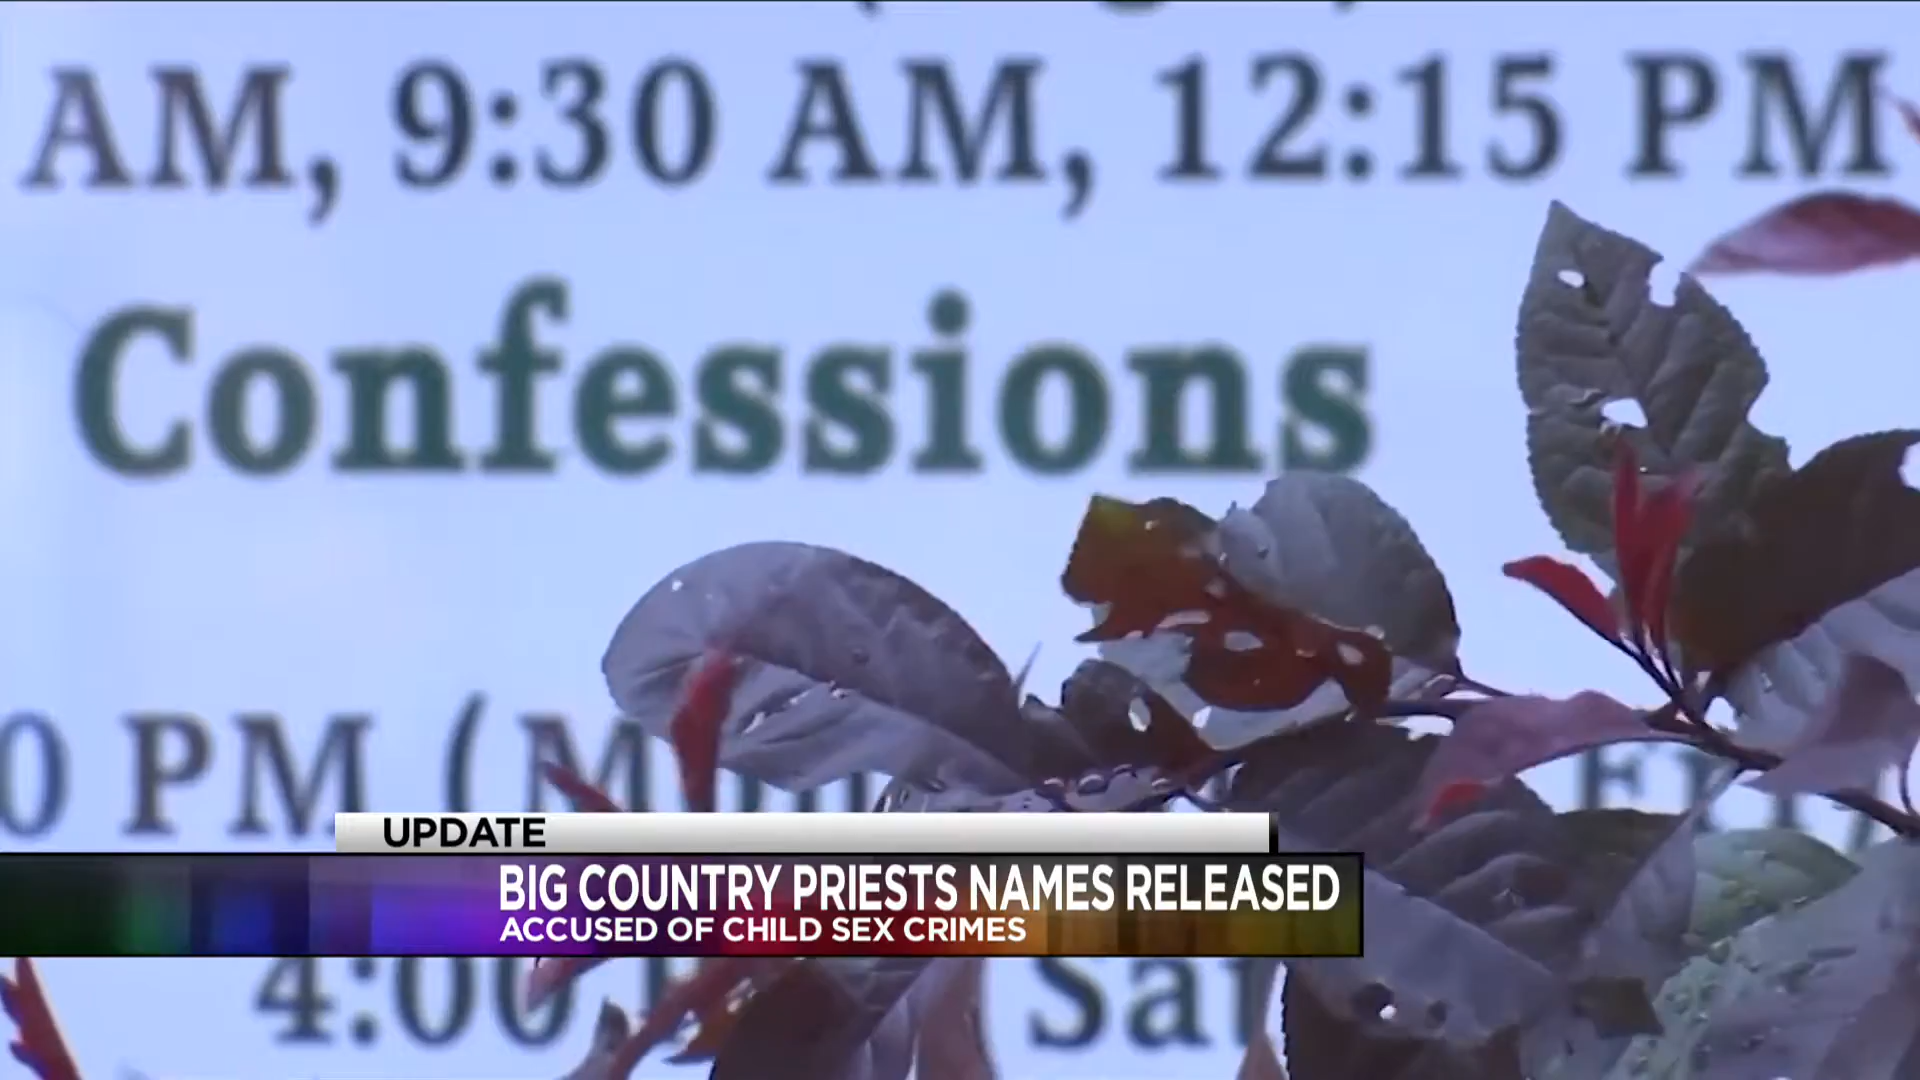 AM, 9:30 AM, 12:15 PM
Confessions
0 PM
UPDATE
BIG COUNTRY PRIESTS NAMES RELEASED
ACCUSED OF CHILD SEX CRIMES
4:00
Sat